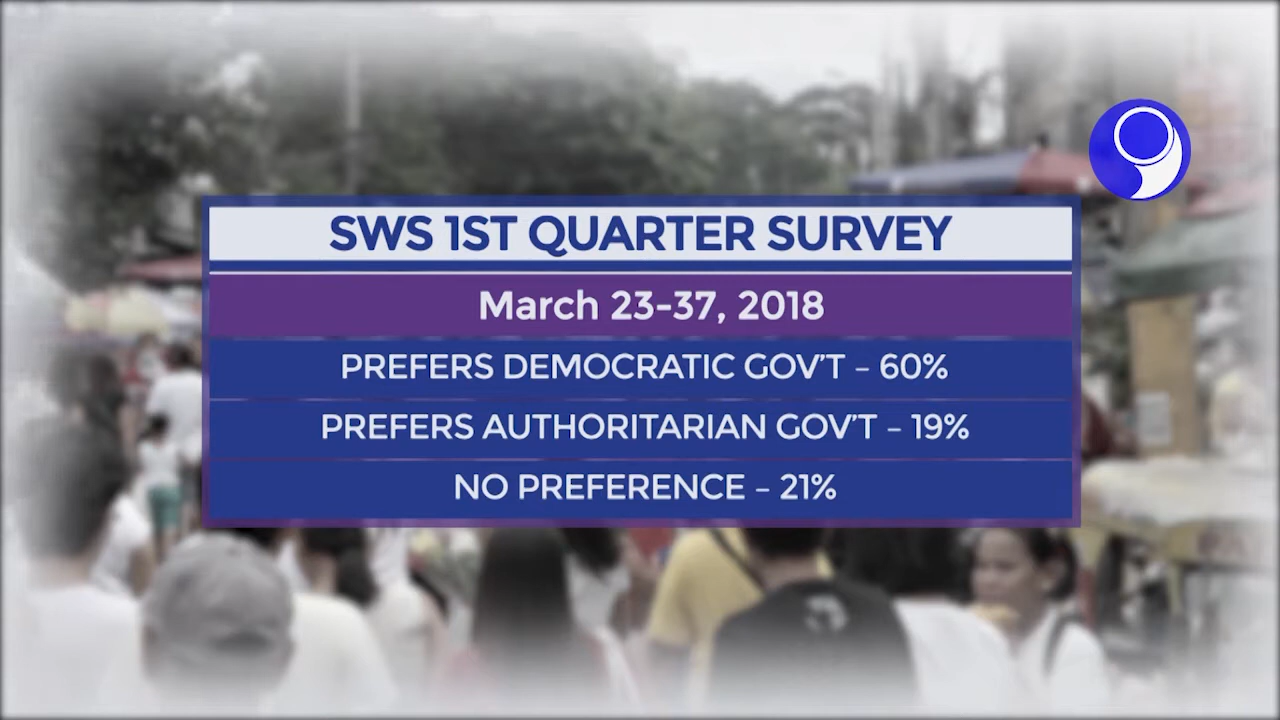 SWS 1ST QUARTER SURVEY
March 23-37, 2018
PREFERS DEMOCRATIC GOV'T – 60%
PREFERS AUTHORITARIAN GOV'T – 19%
NO PREFERENCE – 21%